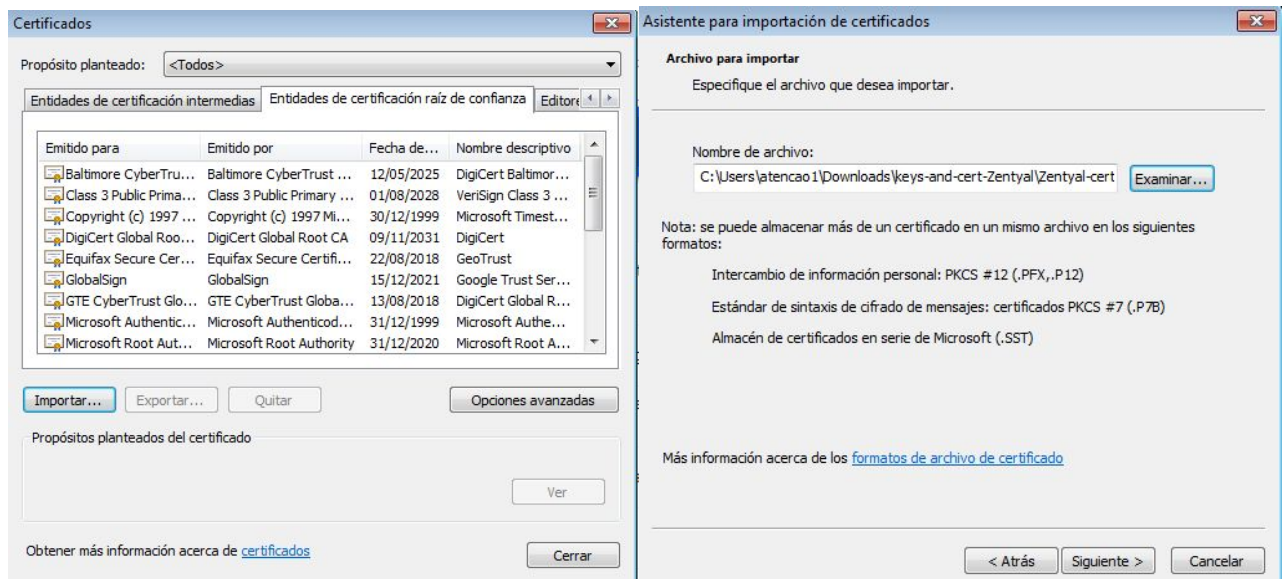 Certificados
Propósito planteado: <Todos>
Entidades de certificación intermedias Entidades de certificación raíz de confianza Editore
Emitido para Emitido por Fecha de... Nombre descriptivo
Baltimore CyberTru... Baltimore CyberTrust ... 12/05/2025 DigiCert Baltimor...
Class 3 Public Prima... Class 3 Public Primary ... 01/08/2028 VeriSign Class 3 ...
Copyright (c) 1997 ... Copyright (c) 1997 Mi... 30/12/1999 Microsoft Timest...
DigiCert Global Roo... DigiCert Global Root CA 09/11/2031 DigiCert
Equifax Secure Cer... Equifax Secure Certifi... 22/08/2018 GeoTrust
GlobalSign GlobalSign 15/12/2021 Google Trust Ser...
GTE CyberTrust Glo... GTE CyberTrust Globa... 13/08/2018 DigiCert Global R...
Microsoft Authentic... Microsoft Authenticod... 31/12/1999 Microsoft Authe...
Microsoft Root Aut... Microsoft Root Authority 31/12/2020 Microsoft Root A...
Importar... Exportar... Quitar Opciones avanzadas
Propósitos planteados del certificado
Ver
Obtener más información acerca de certificados
Cerrar
Asistente para importación de certificados
Archivo para importar
Especifique el archivo que desea importar.
Nombre de archivo:
C:\Users\atencao1\Downloads\keys-and-cert-Zentyal\Zentyal-cert Examinar...
Nota: se puede almacenar más de un certificado en un mismo archivo en los siguientes
formatos:
Intercambio de información personal: PKCS #12 (.PFX,.P12)
Estándar de sintaxis de cifrado de mensajes: certificados PKCS #7 (.P7B)
Almacén de certificados en serie de Microsoft (.SST)
Más información acerca de los formatos de archivo de certificado
< Atrás Siguiente > Cancelar